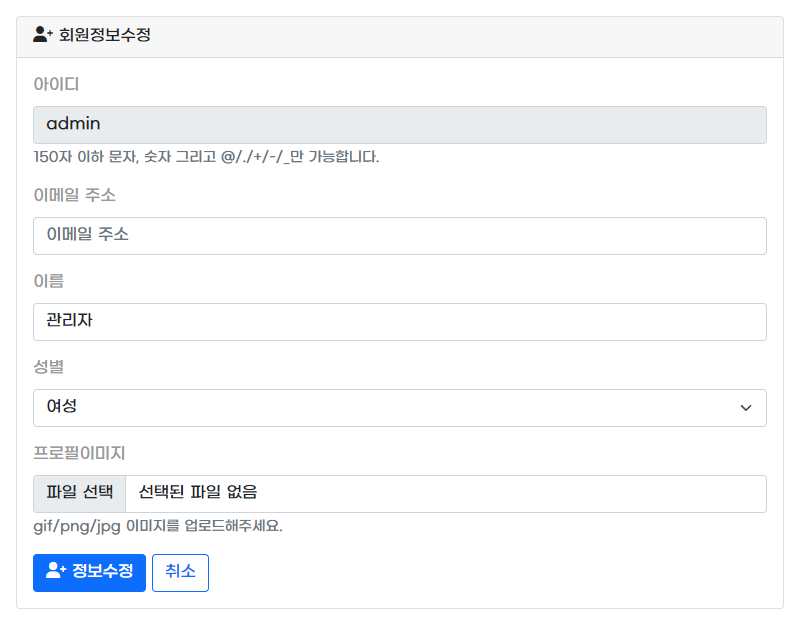 회원정보수정
아이디
admin
150자 이하 문자, 숫자 그리고 @/./+/-/_만 가능합니다.
이메일 주소
이메일 주소
이름
관리자
성별
여성
프로필이미지
파일 선택 선택된 파일 없음
gif/png/jpg 이미지를 업로드해주세요.
정보수정 취소